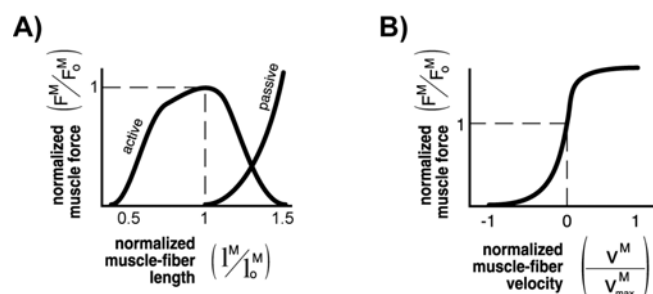 A)
normalized
muscle force
(F^M/F_o^M)
1
active
passive
0.5
1
1.5
normalized
muscle-fiber
length
(l^M/l_o^M)
B)
normalized
muscle force
(F^M/F_o^M)
1
-1
0
1
normalized
muscle-fiber
velocity
(V^M/V_max^M)